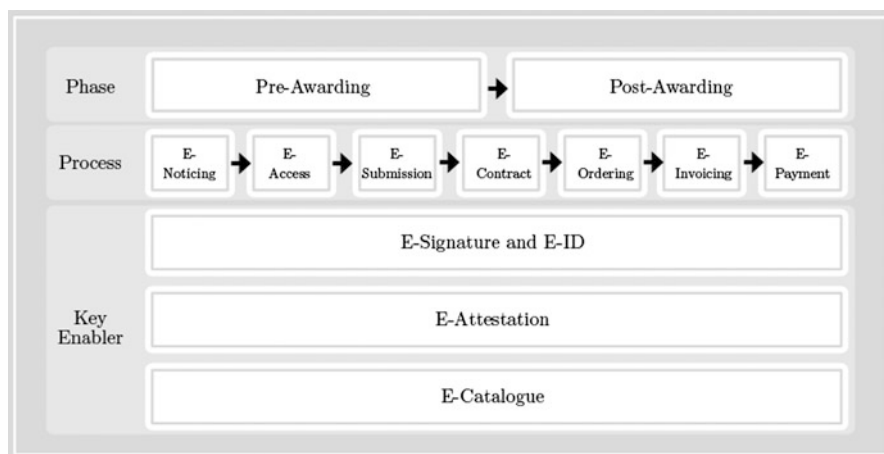 Phase
Pre-Awarding
Post-Awarding
Process
E-
Noticing
E-
Access
E-
Submission
E-
Contract
E-
Ordering
E-
Invoicing
E-
Payment
Key
Enabler
E-Signature and E-ID
E-Attestation
E-Catalogue